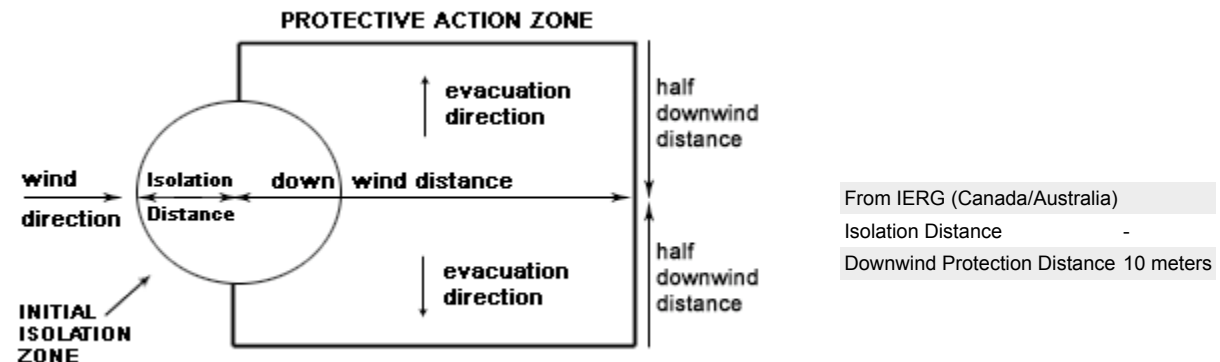 PROTECTIVE ACTION ZONE
evacuation
direction
half
downwind
distance
wind
direction
Isolation
Distance
down wind distance
evacuation
direction
half
downwind
distance
INITIAL
ISOLATION
ZONE
From IERG (Canada/Australia)
Isolation Distance -
Downwind Protection Distance 10 meters